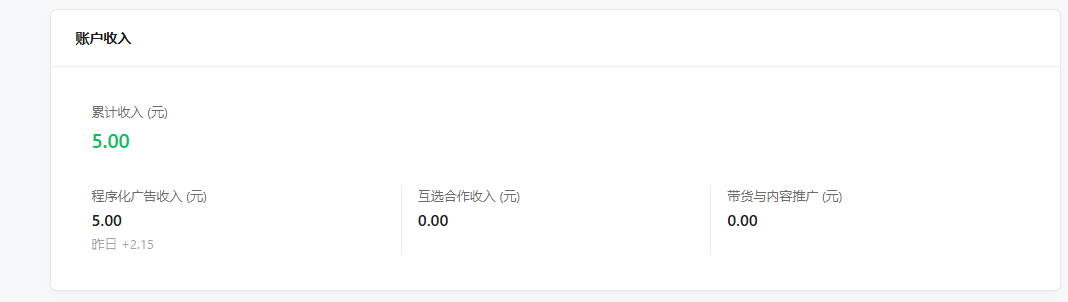 账户收入
累计收入 (元)
5.00
程序化广告收入 (元)
5.00
昨日 +2.15
互选合作收入 (元)
0.00
带货与内容推广 (元)
0.00